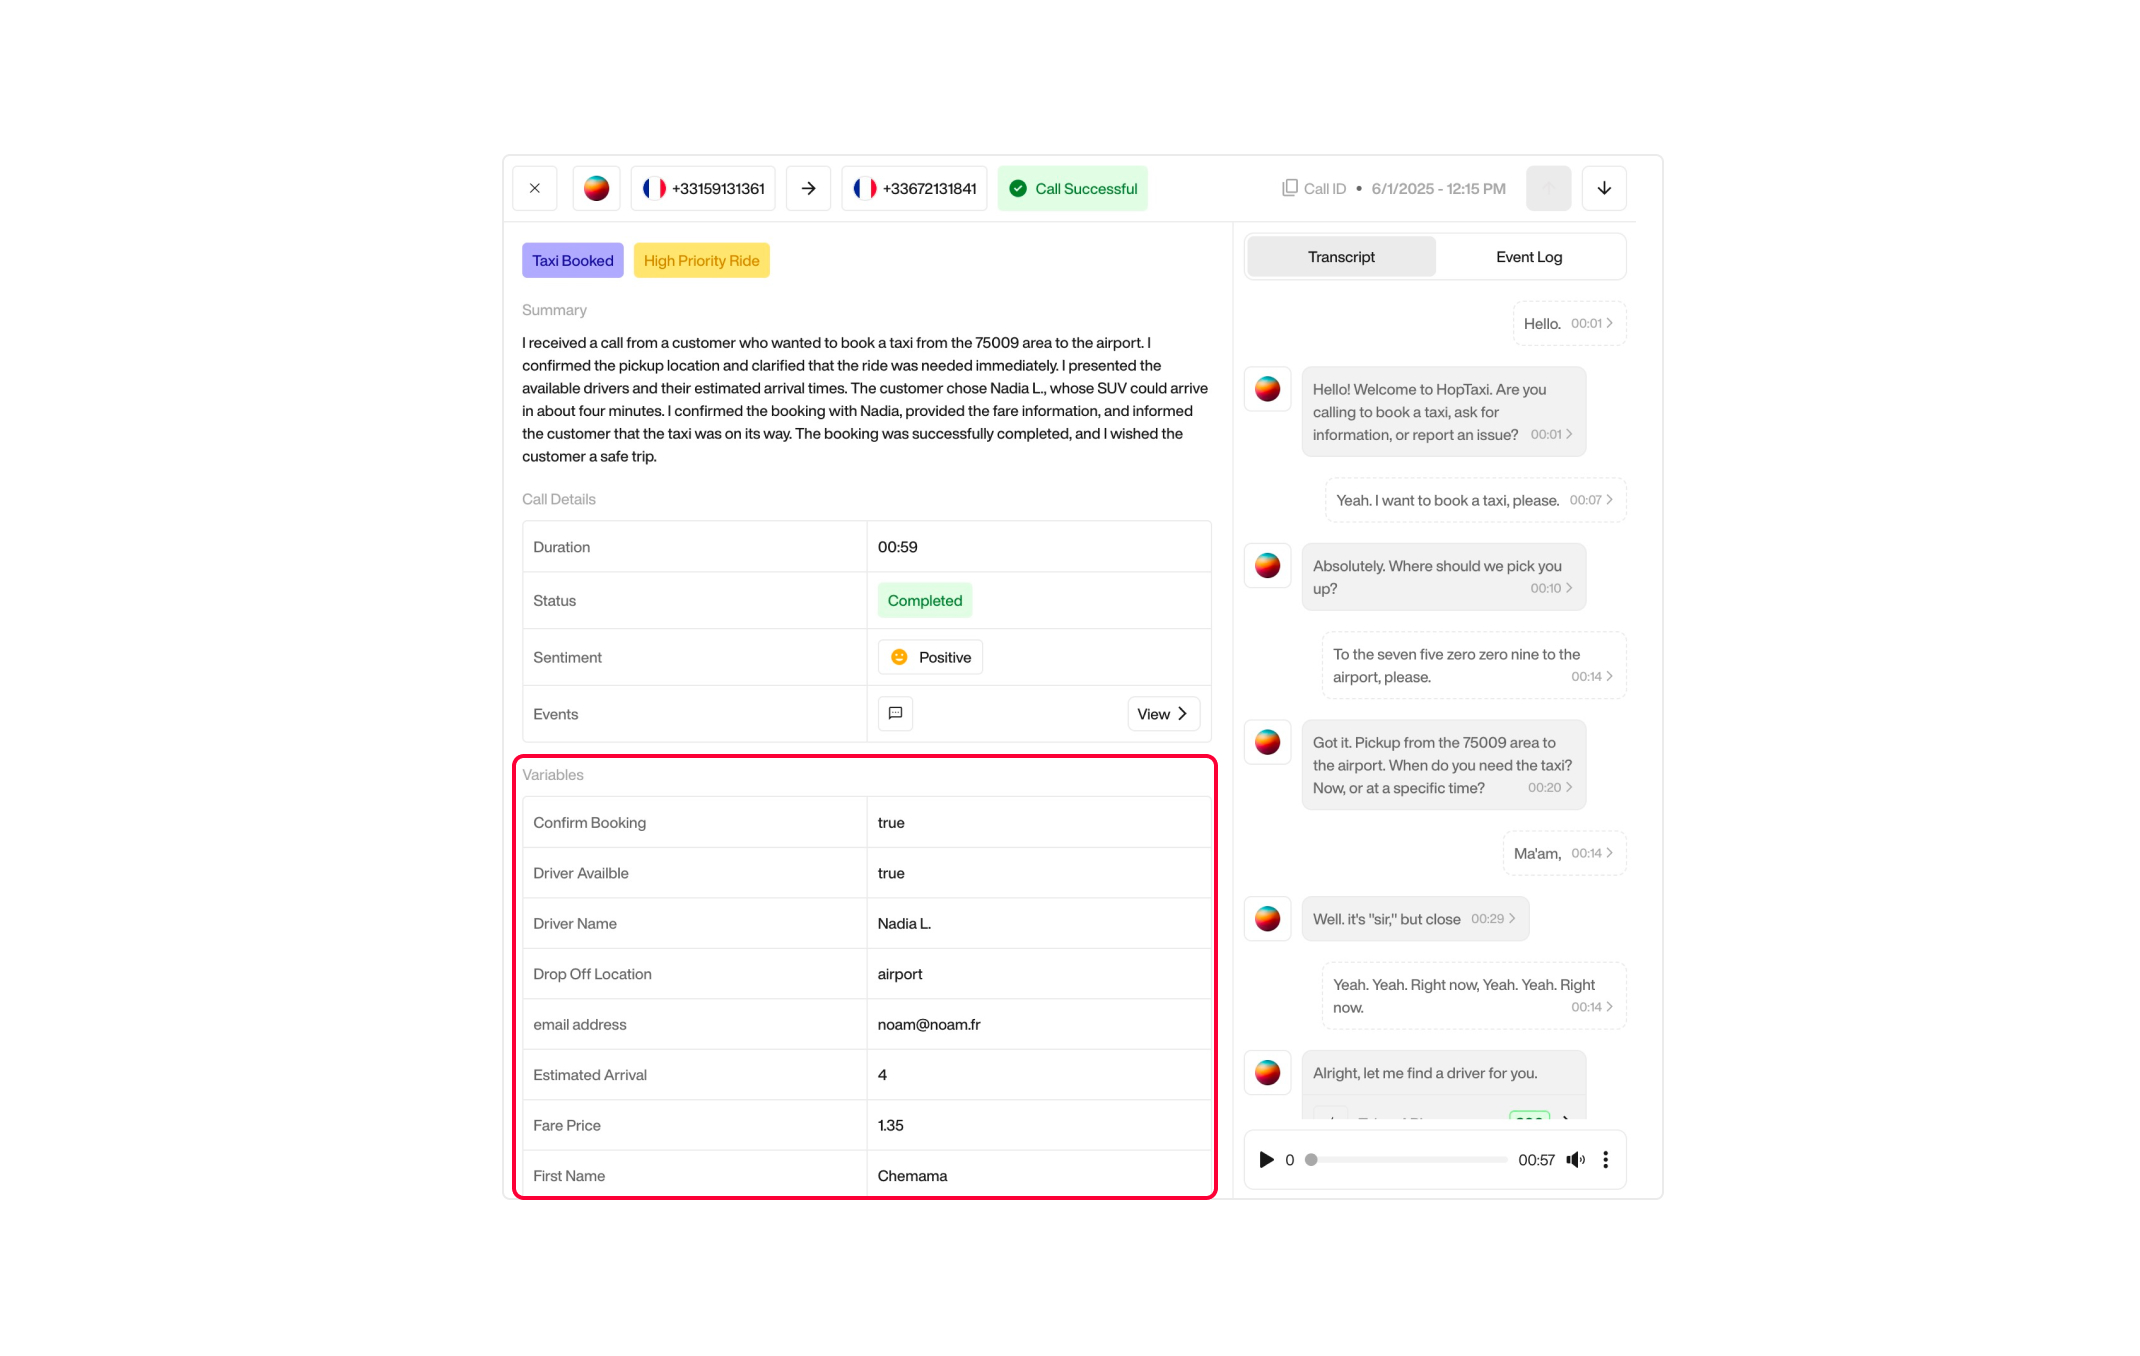 +33159131361
+33672131841
Call Successful
Call ID • 6/1/2025 - 12:15 PM
Taxi Booked
High Priority Ride
Summary
I received a call from a customer who wanted to book a taxi from the 75009 area to the airport. I
confirmed the pickup location and clarified that the ride was needed immediately. I presented the
available drivers and their estimated arrival times. The customer chose Nadia L., whose SUV could arrive
in about four minutes. I confirmed the booking with Nadia, provided the fare information, and informed
the customer that the taxi was on its way. The booking was successfully completed, and I wished the
customer a safe trip.
Call Details
Duration 00:59
Status Completed
Sentiment Positive
Events View
Variables
Confirm Booking true
Driver Availble true
Driver Name Nadia L.
Drop Off Location airport
email address noam@noam.fr
Estimated Arrival 4
Fare Price 1.35
First Name Chemama
Transcript
Event Log
Hello. 00:01
Hello! Welcome to HopTaxi. Are you
calling to book a taxi, ask for
information, or report an issue? 00:01
Yeah. I want to book a taxi, please. 00:07
Absolutely. Where should we pick you
up? 00:10
To the seven five zero zero nine to the
airport, please. 00:14
Got it. Pickup from the 75009 area to
the airport. When do you need the taxi?
Now, or at a specific time? 00:20
Ma'am, 00:14
Well. it's "sir," but close 00:29
Yeah. Yeah. Right now, Yeah. Yeah. Right
now. 00:14
Alright, let me find a driver for you.
0 00:57